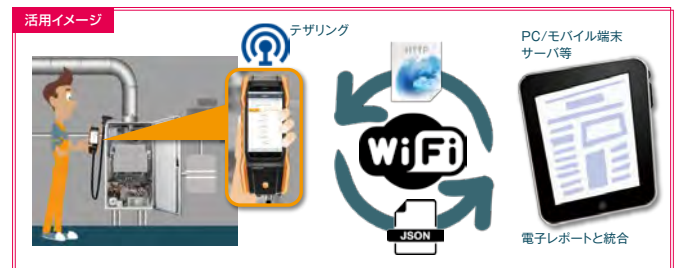 活用イメージ
テザリング
PC/モバイル端末
サーバ等
HTTP
WiFi
JSON
電子レポートと統合